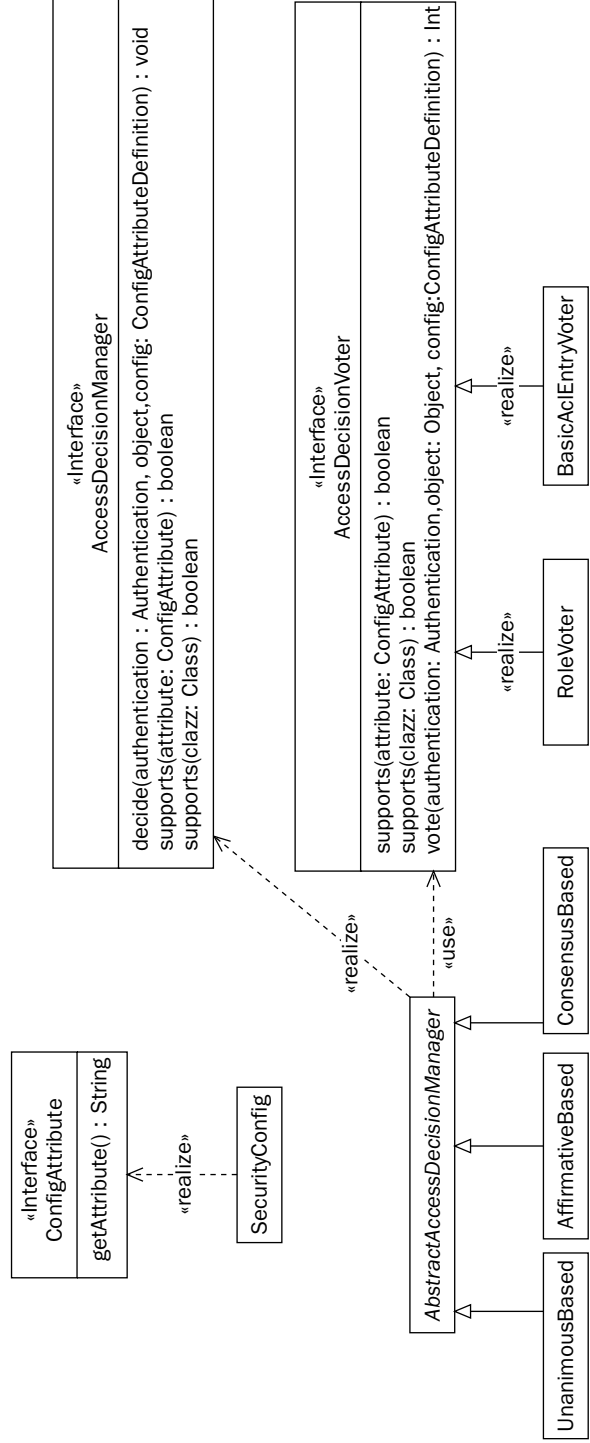 «Interface»
ConfigAttribute
getAttribute() : String
«realize»
SecurityConfig
«Interface»
AccessDecisionManager
decide(authentication : Authentication, object,config: ConfigAttributeDefinition) : void
supports(attribute: ConfigAttribute) : boolean
supports(clazz: Class) : boolean
«realize»
«use»
«Interface»
AccessDecisionVoter
supports(attribute: ConfigAttribute) : boolean
supports(clazz: Class) : boolean
vote(authentication: Authentication,object: Object, config:ConfigAttributeDefinition) : Int
AbstractAccessDecisionManager
«realize»
«realize»
UnanimousBased
AffirmativeBased
ConsensusBased
RoleVoter
BasicAclEntryVoter